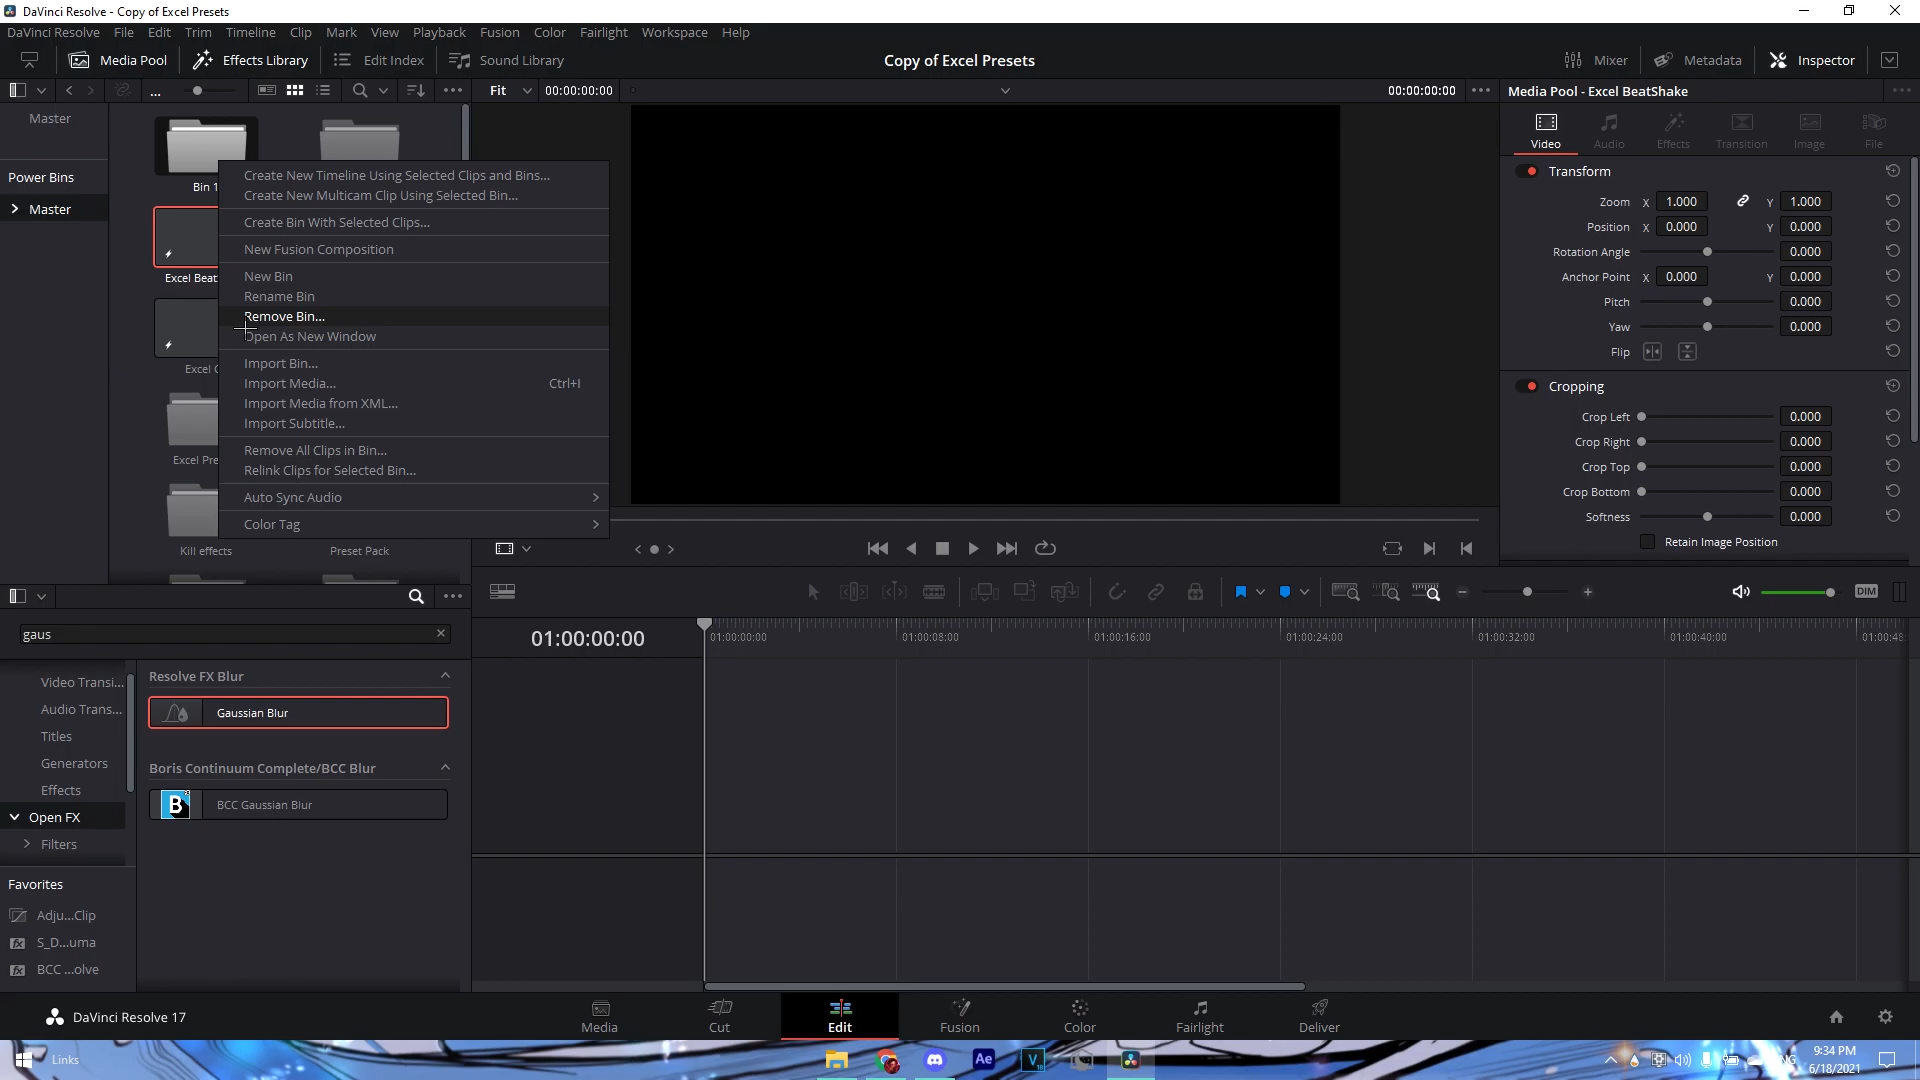 DaVinci Resolve - Copy of Excel Presets
DaVinci Resolve File Edit Trim Timeline Clip Mark View Playback Fusion Color Fairlight Workspace Help
Media Pool Effects Library Edit Index Sound Library Copy of Excel Presets Mixer Metadata Inspector
... Fit 00:00:00:00 00:00:00:00 Media Pool - Excel BeatShake
Master
Power Bins
Master
Bin 1
Excel Beat
Excel C
Excel Pre
Kill effects Preset Pack
Create New Timeline Using Selected Clips and Bins...
Create New Multicam Clip Using Selected Bin...
Create Bin With Selected Clips...
New Fusion Composition
New Bin
Rename Bin
Remove Bin...
Open As New Window
Import Bin...
Import Media... Ctrl+I
Import Media from XML...
Import Subtitle...
Remove All Clips in Bin...
Relink Clips for Selected Bin...
Auto Sync Audio
Color Tag
Video Audio Effects Transition Image File
Transform
Zoom X 1.000 Y 1.000
Position X 0.000 Y 0.000
Rotation Angle 0.000
Anchor Point X 0.000 Y 0.000
Pitch 0.000
Yaw 0.000
Flip
Cropping
Crop Left 0.000
Crop Right 0.000
Crop Top 0.000
Crop Bottom 0.000
Softness 0.000
Retain Image Position
DIM
gaus
Video Transi...
Audio Trans...
Titles
Generators
Effects
Open FX
Filters
Favorites
Adju...Clip
fx S_D...uma
fx BCC ...olve
Resolve FX Blur
Gaussian Blur
Boris Continuum Complete/BCC Blur
B BCC Gaussian Blur
01:00:00:00 01:00:00:00 01:00:08:00 01:00:16:00 01:00:24:00 01:00:32:00 01:00:40:00 01:00:48
DaVinci Resolve 17 Media Cut Edit Fusion Color Fairlight Deliver
Links Ae V 9:34 PM
6/18/2021